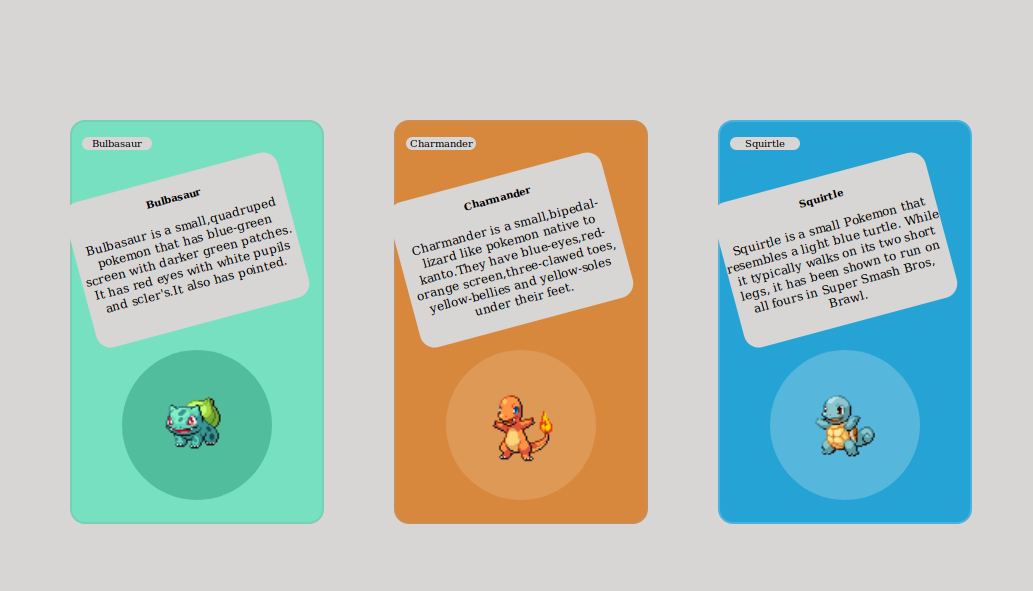 Bulbasaur
Bulbasaur
Bulbasaur is a small,quadruped
pokemon that has blue-green
screen with darker green patches.
It has red eyes with white pupils
and scler's.It also has pointed.
Charmander
Charmander
Charmander is a small,bipedal-
lizard like pokemon native to
kanto.They have blue-eyes,red-
orange screen,three-clawed toes,
yellow-bellies and yellow-soles
under their feet.
Squirtle
Squirtle
Squirtle is a small Pokemon that
resembles a light blue turtle. While
it typically walks on its two short
legs, it has been shown to run on
all fours in Super Smash Bros,
Brawl.